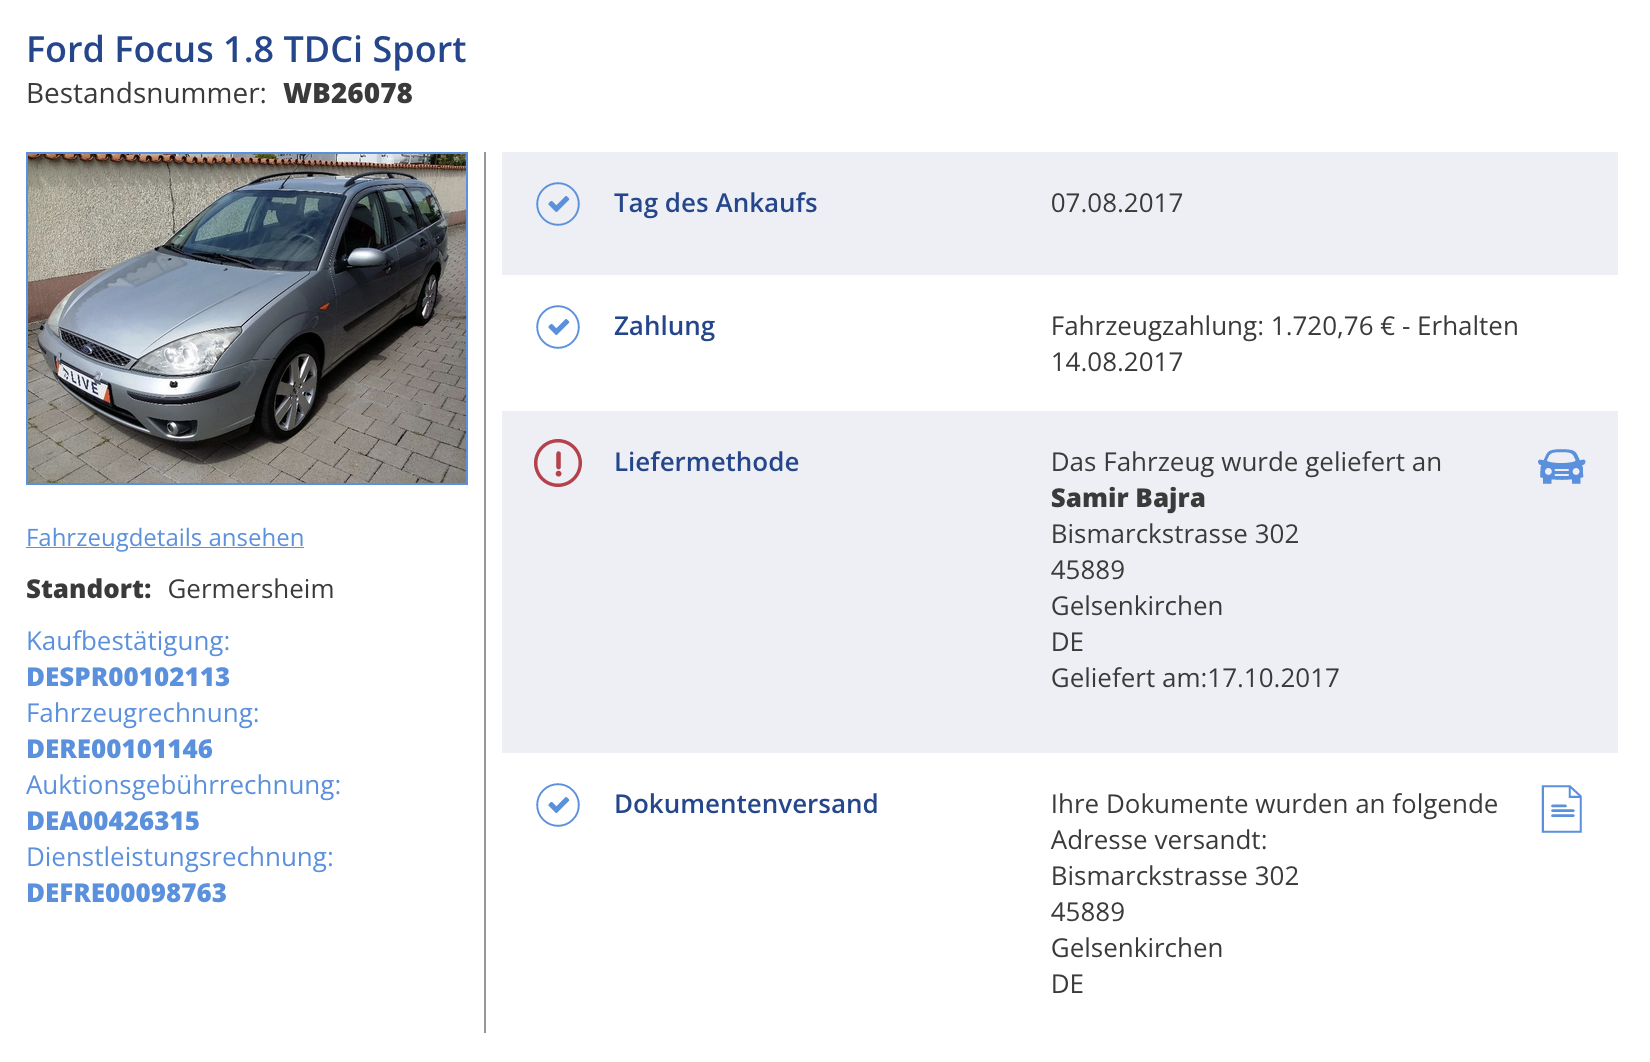 Ford Focus 1.8 TDCi Sport
Bestandsnummer: WB26078
LIVE
Fahrzeugdetails ansehen
Standort: Germersheim
Kaufbestätigung:
DESPR00102113
Fahrzeugrechnung:
DERE00101146
Auktionsgebührrechnung:
DEA00426315
Dienstleistungsrechnung:
DEFRE00098763
Tag des Ankaufs 07.08.2017
Zahlung Fahrzeugzahlung: 1.720,76 € - Erhalten
14.08.2017
Liefermethode Das Fahrzeug wurde geliefert an
Samir Bajra
Bismarckstrasse 302
45889
Gelsenkirchen
DE
Geliefert am:17.10.2017
Dokumentenversand Ihre Dokumente wurden an folgende
Adresse versandt:
Bismarckstrasse 302
45889
Gelsenkirchen
DE